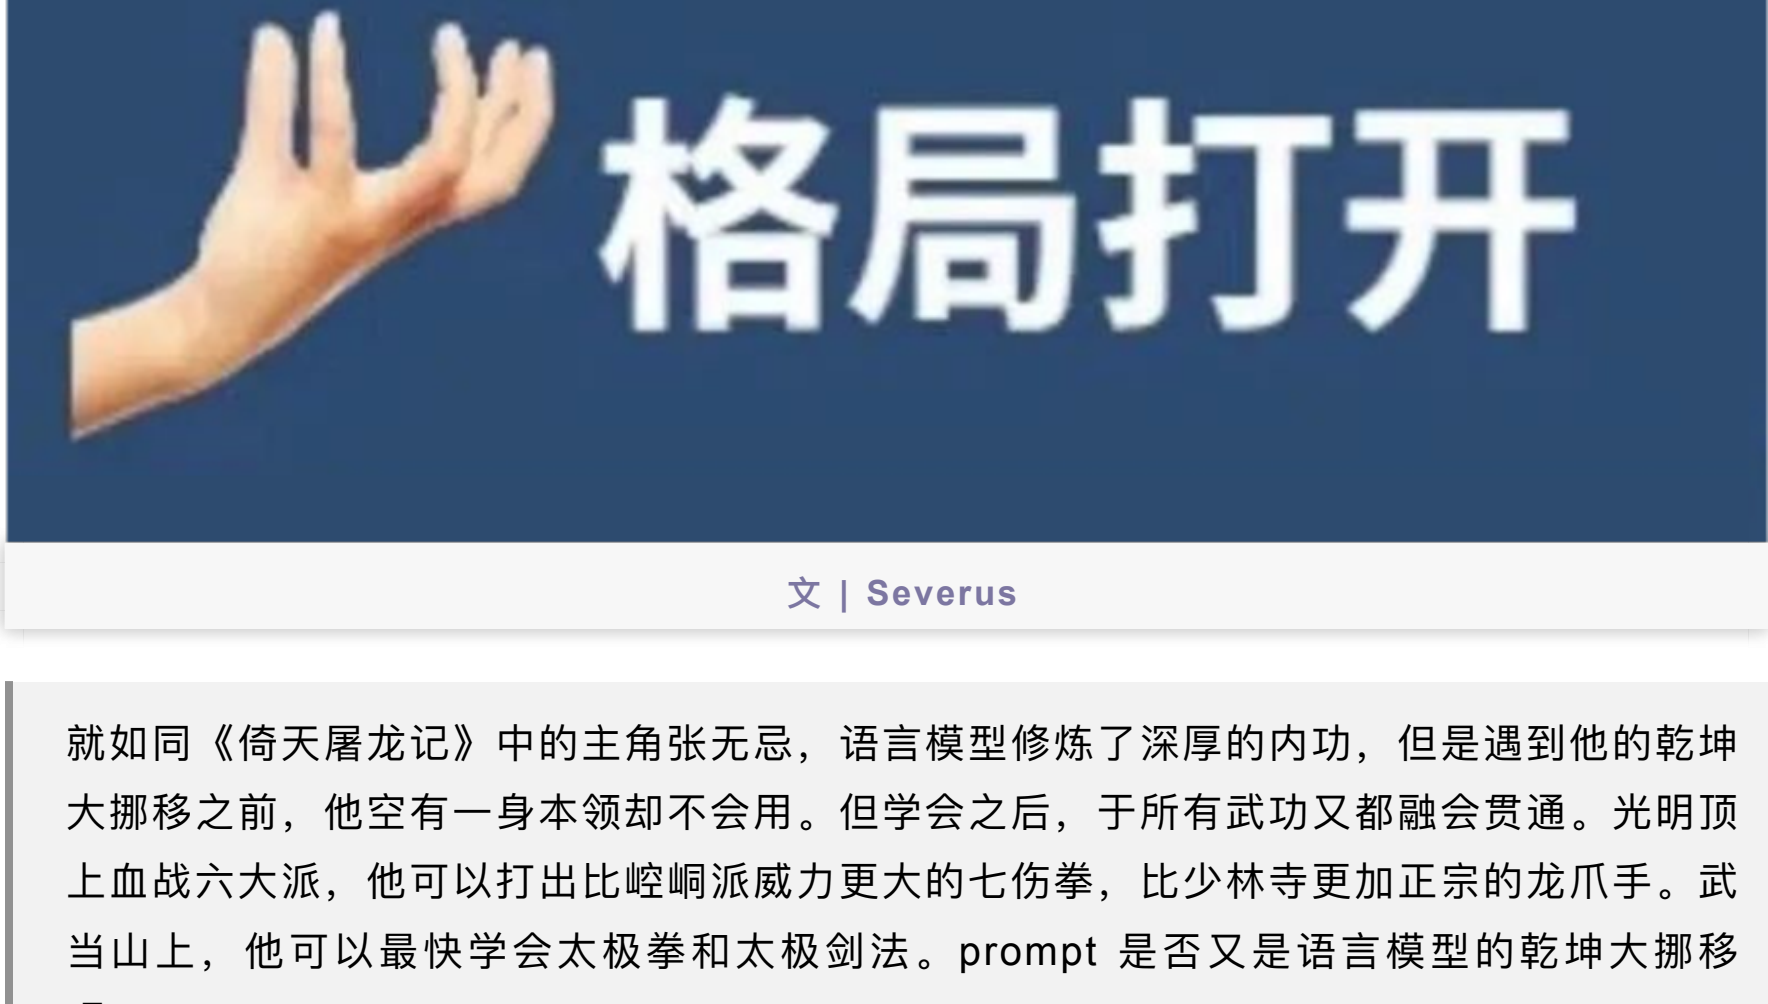 格局打开
文 | Severus
就如同《倚天屠龙记》中的主角张无忌，语言模型修炼了深厚的内功，但是遇到他的乾坤
大挪移之前，他空有一身本领却不会用。但学会之后，于所有武功又都融会贯通。光明顶
上血战六大派，他可以打出比崆峒派威力更大的七伤拳，比少林寺更加正宗的龙爪手。武
当山上，他可以最快学会太极拳和太极剑法。prompt 是否又是语言模型的乾坤大挪移